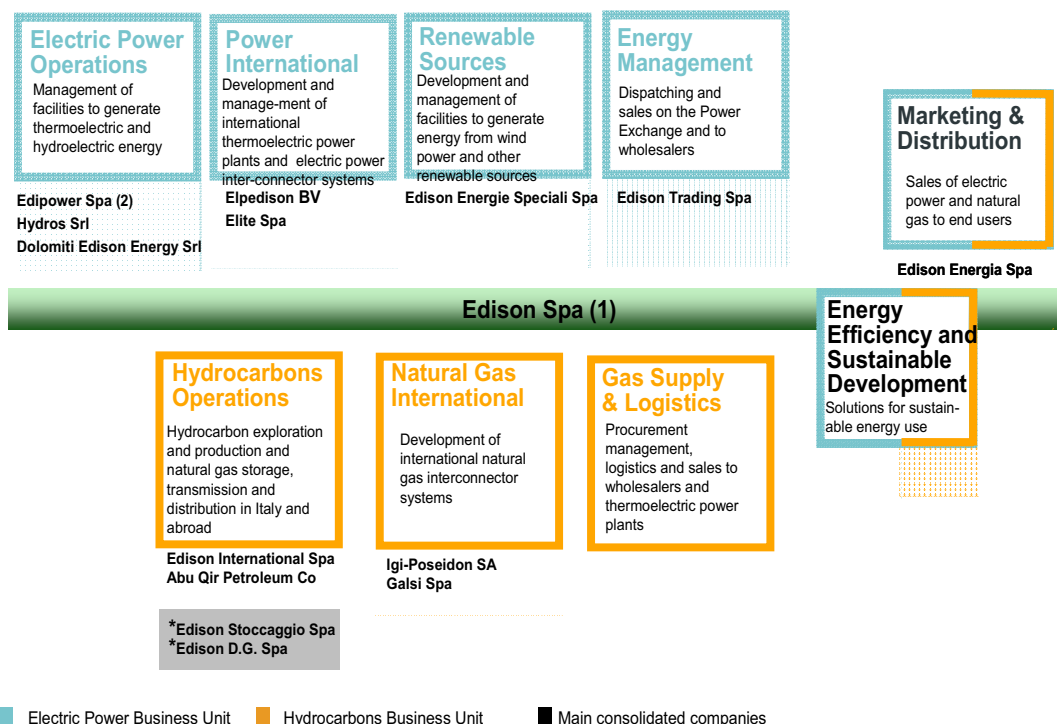 Electric Power
Operations
Management of
facilities to generate
thermoelectric and
hydroelectric energy
Edipower Spa (2)
Hydros Srl
Dolomiti Edison Energy Srl
Power
International
Development and
manage-ment of
international
thermoelectric power
plants and electric power
inter-connector systems
Elpedison BV
Elite Spa
Renewable
Sources
Development and
management of
facilities to generate
energy from wind
power and other
renewable sources
Edison Energie Speciali Spa
Energy
Management
Dispatching and
sales on the Power
Exchange and to
wholesalers
Edison Trading Spa
Marketing &
Distribution
Sales of electric
power and natural
gas to end users
Edison Energia Spa
Edison Spa (1)
Energy
Efficiency and
Sustainable
Development
Solutions for sustain-
able energy use
Hydrocarbons
Operations
Hydrocarbon exploration
and production and
natural gas storage,
transmission and
distribution in Italy and
abroad
Edison International Spa
Abu Qir Petroleum Co
*Edison Stoccaggio Spa
*Edison D.G. Spa
Natural Gas
International
Development of
international natural
gas interconnector
systems
Igi-Poseidon SA
Galsi Spa
Gas Supply
& Logistics
Procurement
management,
logistics and sales to
wholesalers and
thermoelectric power
plants
Electric Power Business Unit
Hydrocarbons Business Unit
Main consolidated companies